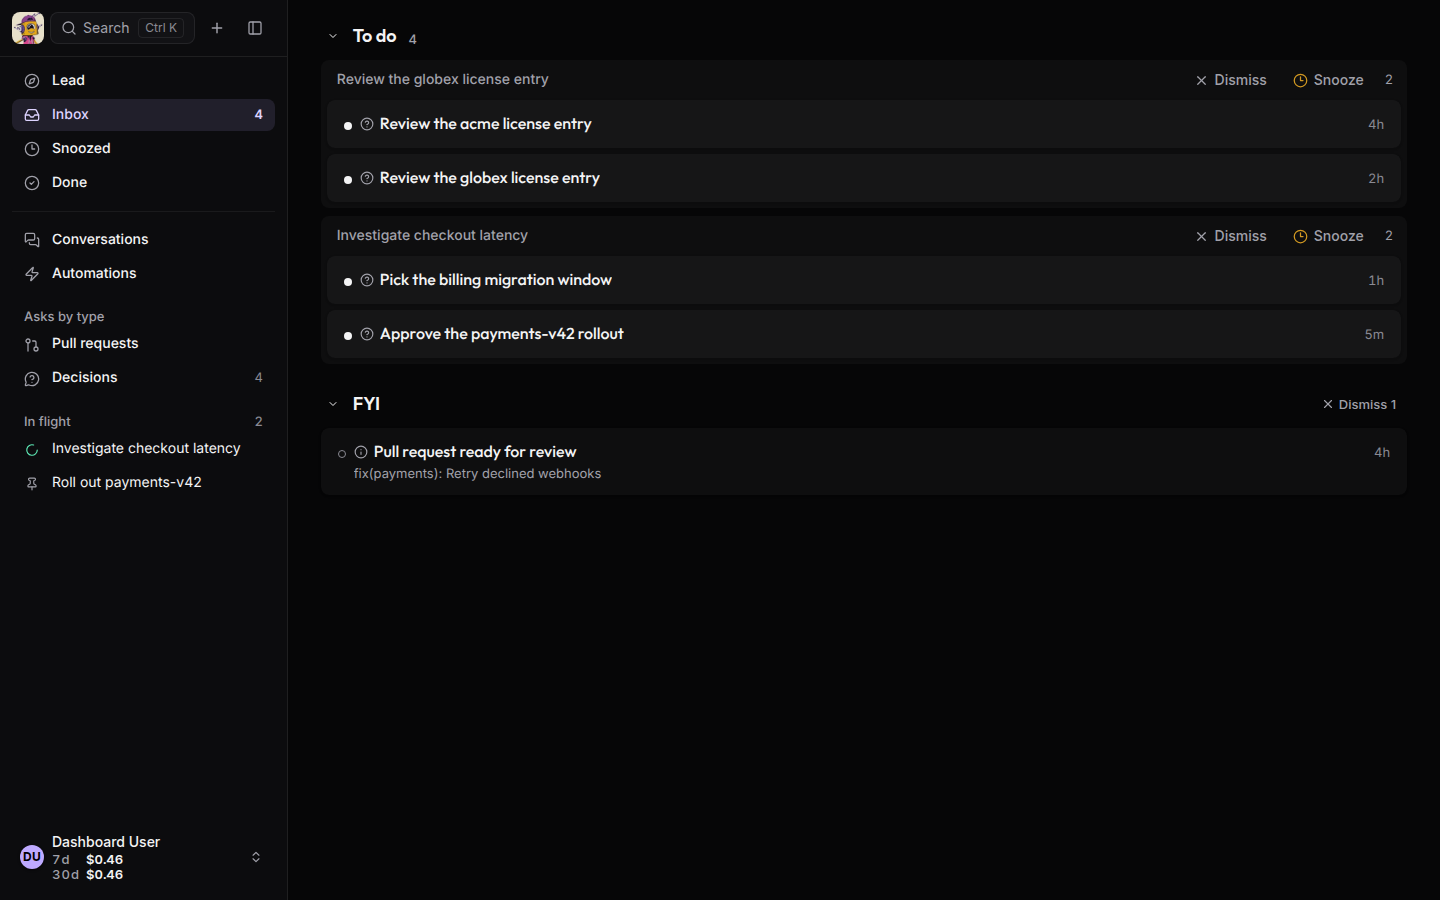 Search Ctrl K
Lead
Inbox 4
Snoozed
Done
Conversations
Automations
Asks by type
Pull requests
Decisions 4
In flight 2
Investigate checkout latency
Roll out payments-v42
DU Dashboard User
7d $0.46
30d $0.46
To do 4
Review the globex license entry Dismiss Snooze 2
Review the acme license entry 4h
Review the globex license entry 2h
Investigate checkout latency Dismiss Snooze 2
Pick the billing migration window 1h
Approve the payments-v42 rollout 5m
FYI Dismiss 1
Pull request ready for review 4h
fix(payments): Retry declined webhooks